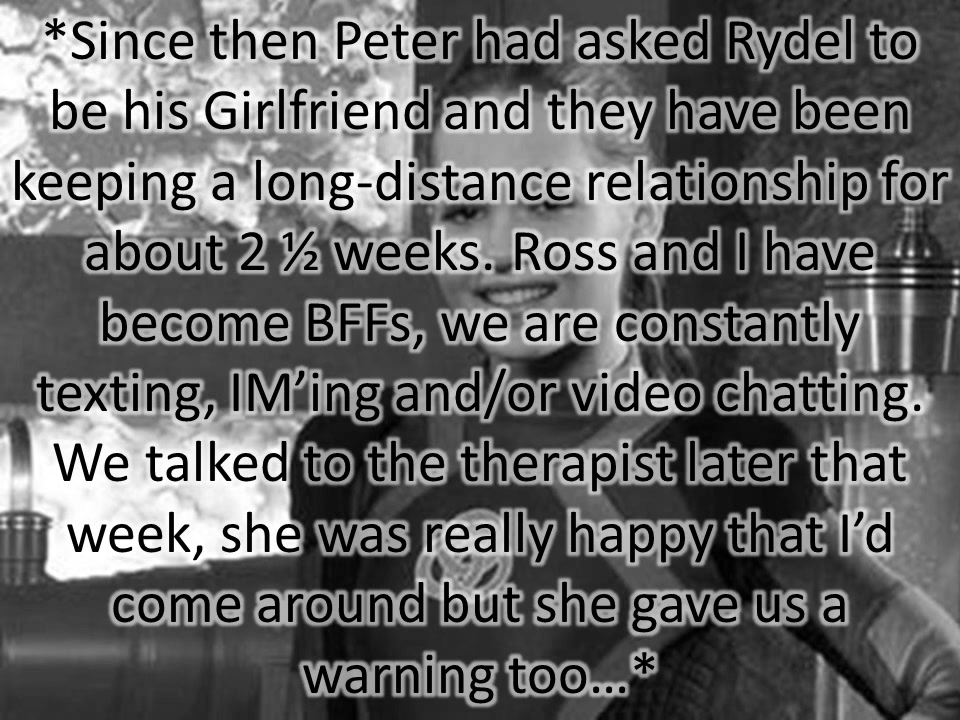 *Since then Peter had asked Rydel to
be his Girlfriend and they have been
keeping a long-distance relationship for
about 2 ½ weeks. Ross and I have
become BFFs, we are constantly
texting, IM’ing and/or video chatting.
We talked to the therapist later that
week, she was really happy that I’d
come around but she gave us a
warning too…*